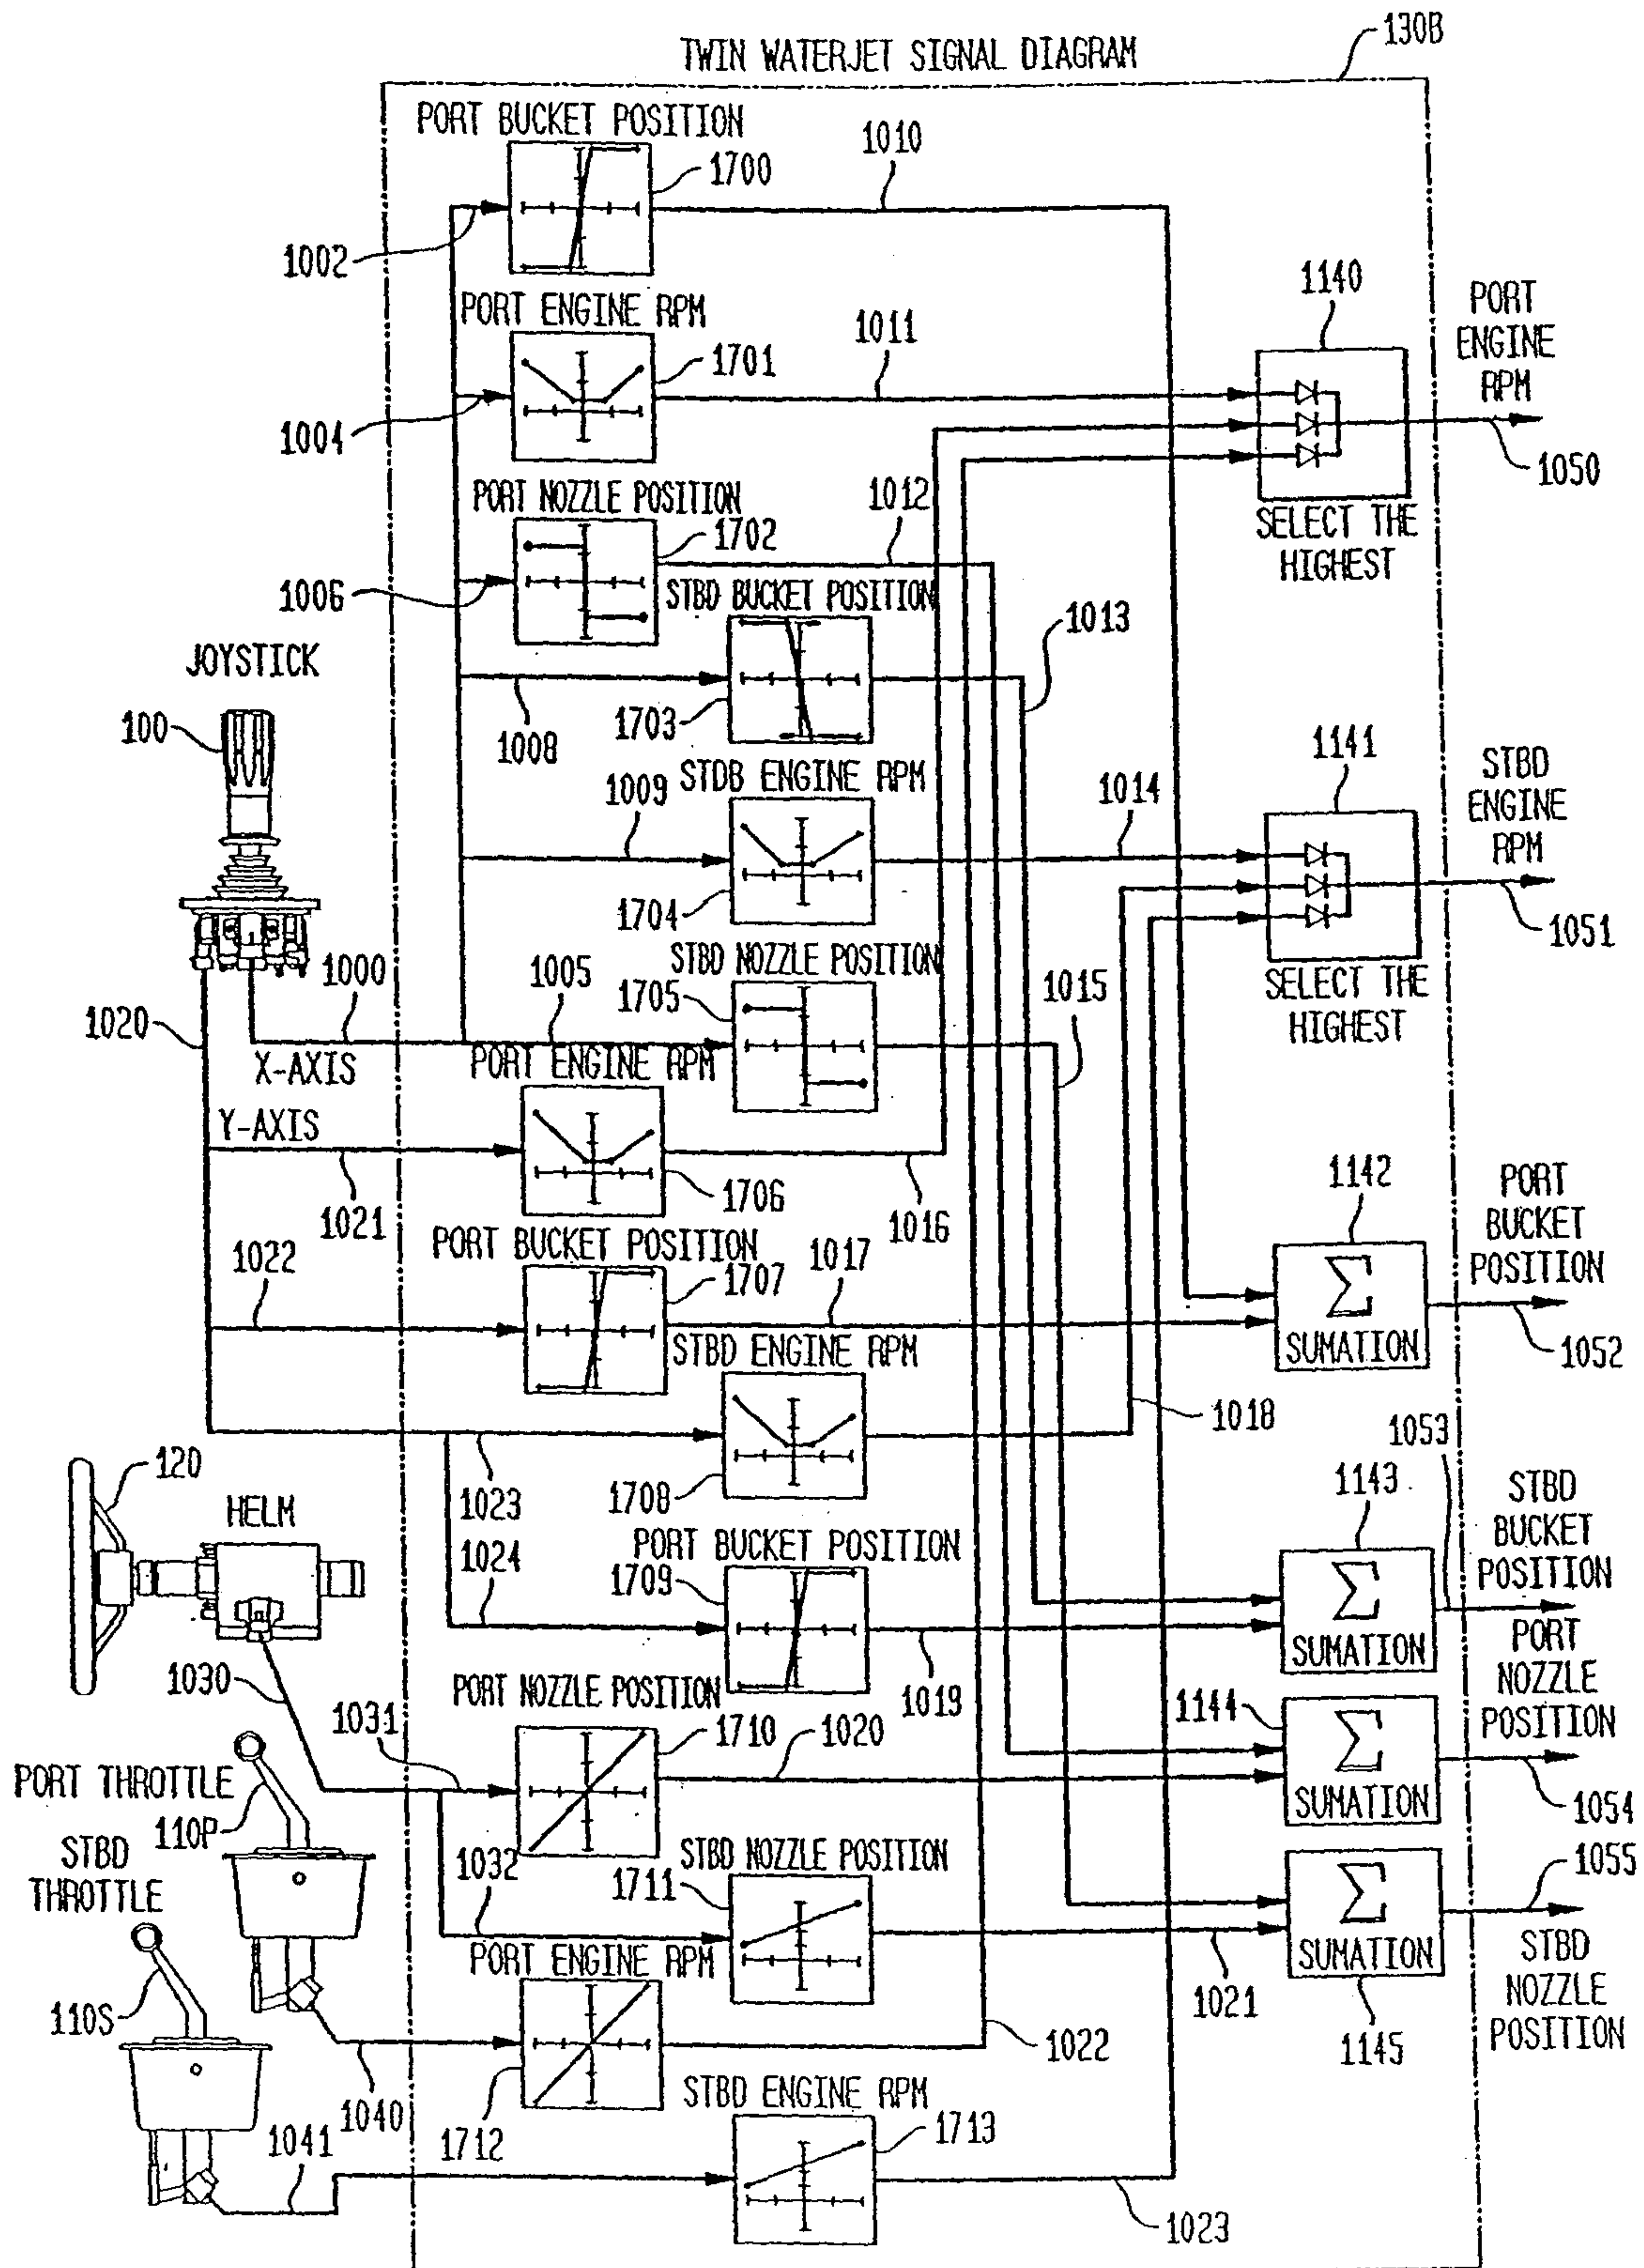 TWIN WATERJET SIGNAL DIAGRAM
130B
PORT BUCKET POSITION
1700
1010
1002
PORT ENGINE RPM
1701
1011
1004
1140
PORT
ENGINE
RPM
1050
SELECT THE
HIGHEST
PORT NOZZLE POSITION
1702
1012
1006
STBD BUCKET POSITION
1013
1703
1008
JOYSTICK
100
STDB ENGINE RPM
1009
1014
1704
1141
STBD
ENGINE
RPM
1051
SELECT THE
HIGHEST
STBD NOZZLE POSITION
1000
1005
1705
1015
1020
X-AXIS
PORT ENGINE RPM
Y-AXIS
1021
1706
1016
1142
PORT
BUCKET
POSITION
SUMATION
1052
PORT BUCKET POSITION
1022
1707
1017
STBD ENGINE RPM
1018
1023
1708
1053
120
HELM
1143
STBD
BUCKET
POSITION
SUMATION
1024
PORT BUCKET POSITION
1709
1019
1030
PORT NOZZLE POSITION
1031
1710
1020
1144
PORT
NOZZLE
POSITION
SUMATION
1054
PORT THROTTLE
110P
STBD
THROTTLE
1032
STBD NOZZLE POSITION
1711
1021
1055
SUMATION
1145
STBD
NOZZLE
POSITION
110S
PORT ENGINE RPM
1022
1040
1712
STBD ENGINE RPM
1041
1713
1023